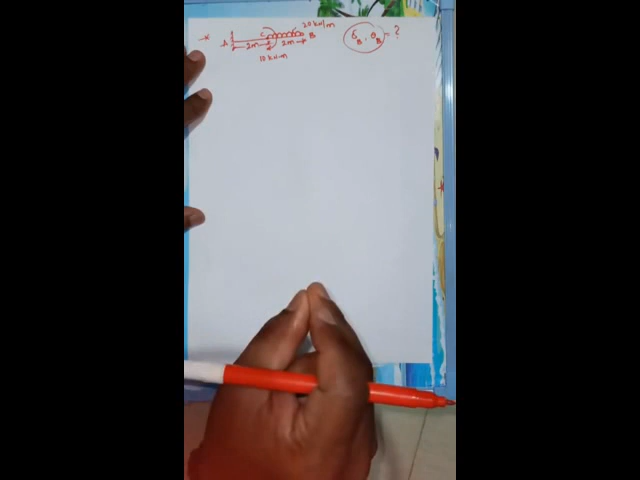 20 kN/m
A C B δB, θB = ?
2m 2m
10 kN-m